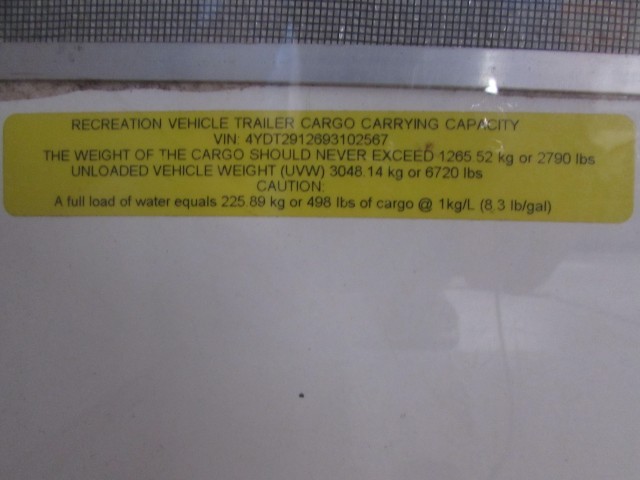 RECREATION VEHICLE TRAILER CARGO CARRYING CAPACITY
VIN: 4YDT2912693102567
THE WEIGHT OF THE CARGO SHOULD NEVER EXCEED 1265.52 kg or 2790 lbs
UNLOADED VEHICLE WEIGHT (UVW) 3048.14 kg or 6720 lbs
CAUTION:
A full load of water equals 225.89 kg or 498 lbs of cargo @ 1kg/L (8.3 lb/gal)